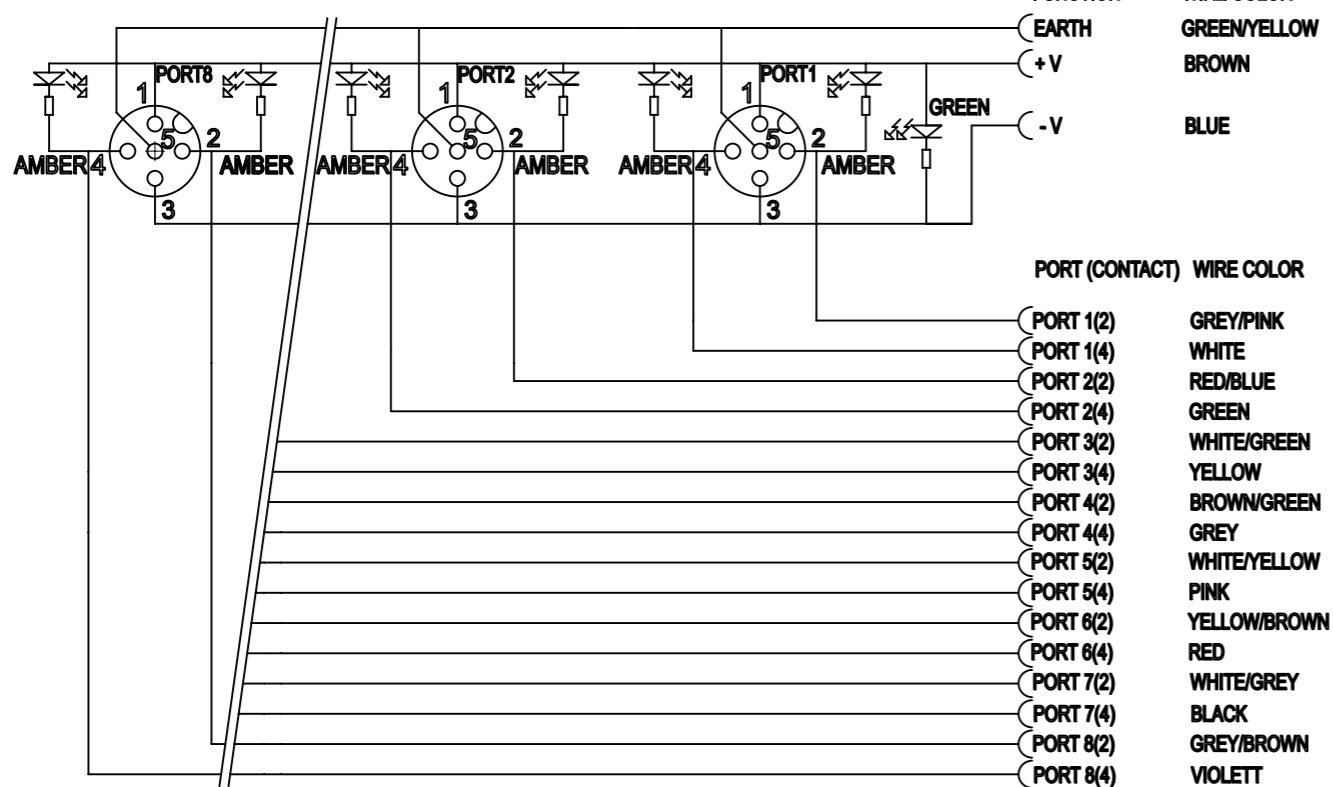 EARTH GREEN/YELLOW
+ V BROWN
PORT8 PORT2 PORT1
1 1 1 GREEN
- V BLUE
5 2 5 2 5 2
AMBER 4 AMBER AMBER 4 AMBER AMBER 4 AMBER
3 3 3
PORT (CONTACT) WIRE COLOR
PORT 1(2) GREY/PINK
PORT 1(4) WHITE
PORT 2(2) RED/BLUE
PORT 2(4) GREEN
PORT 3(2) WHITE/GREEN
PORT 3(4) YELLOW
PORT 4(2) BROWN/GREEN
PORT 4(4) GREY
PORT 5(2) WHITE/YELLOW
PORT 5(4) PINK
PORT 6(2) YELLOW/BROWN
PORT 6(4) RED
PORT 7(2) WHITE/GREY
PORT 7(4) BLACK
PORT 8(2) GREY/BROWN
PORT 8(4) VIOLETT